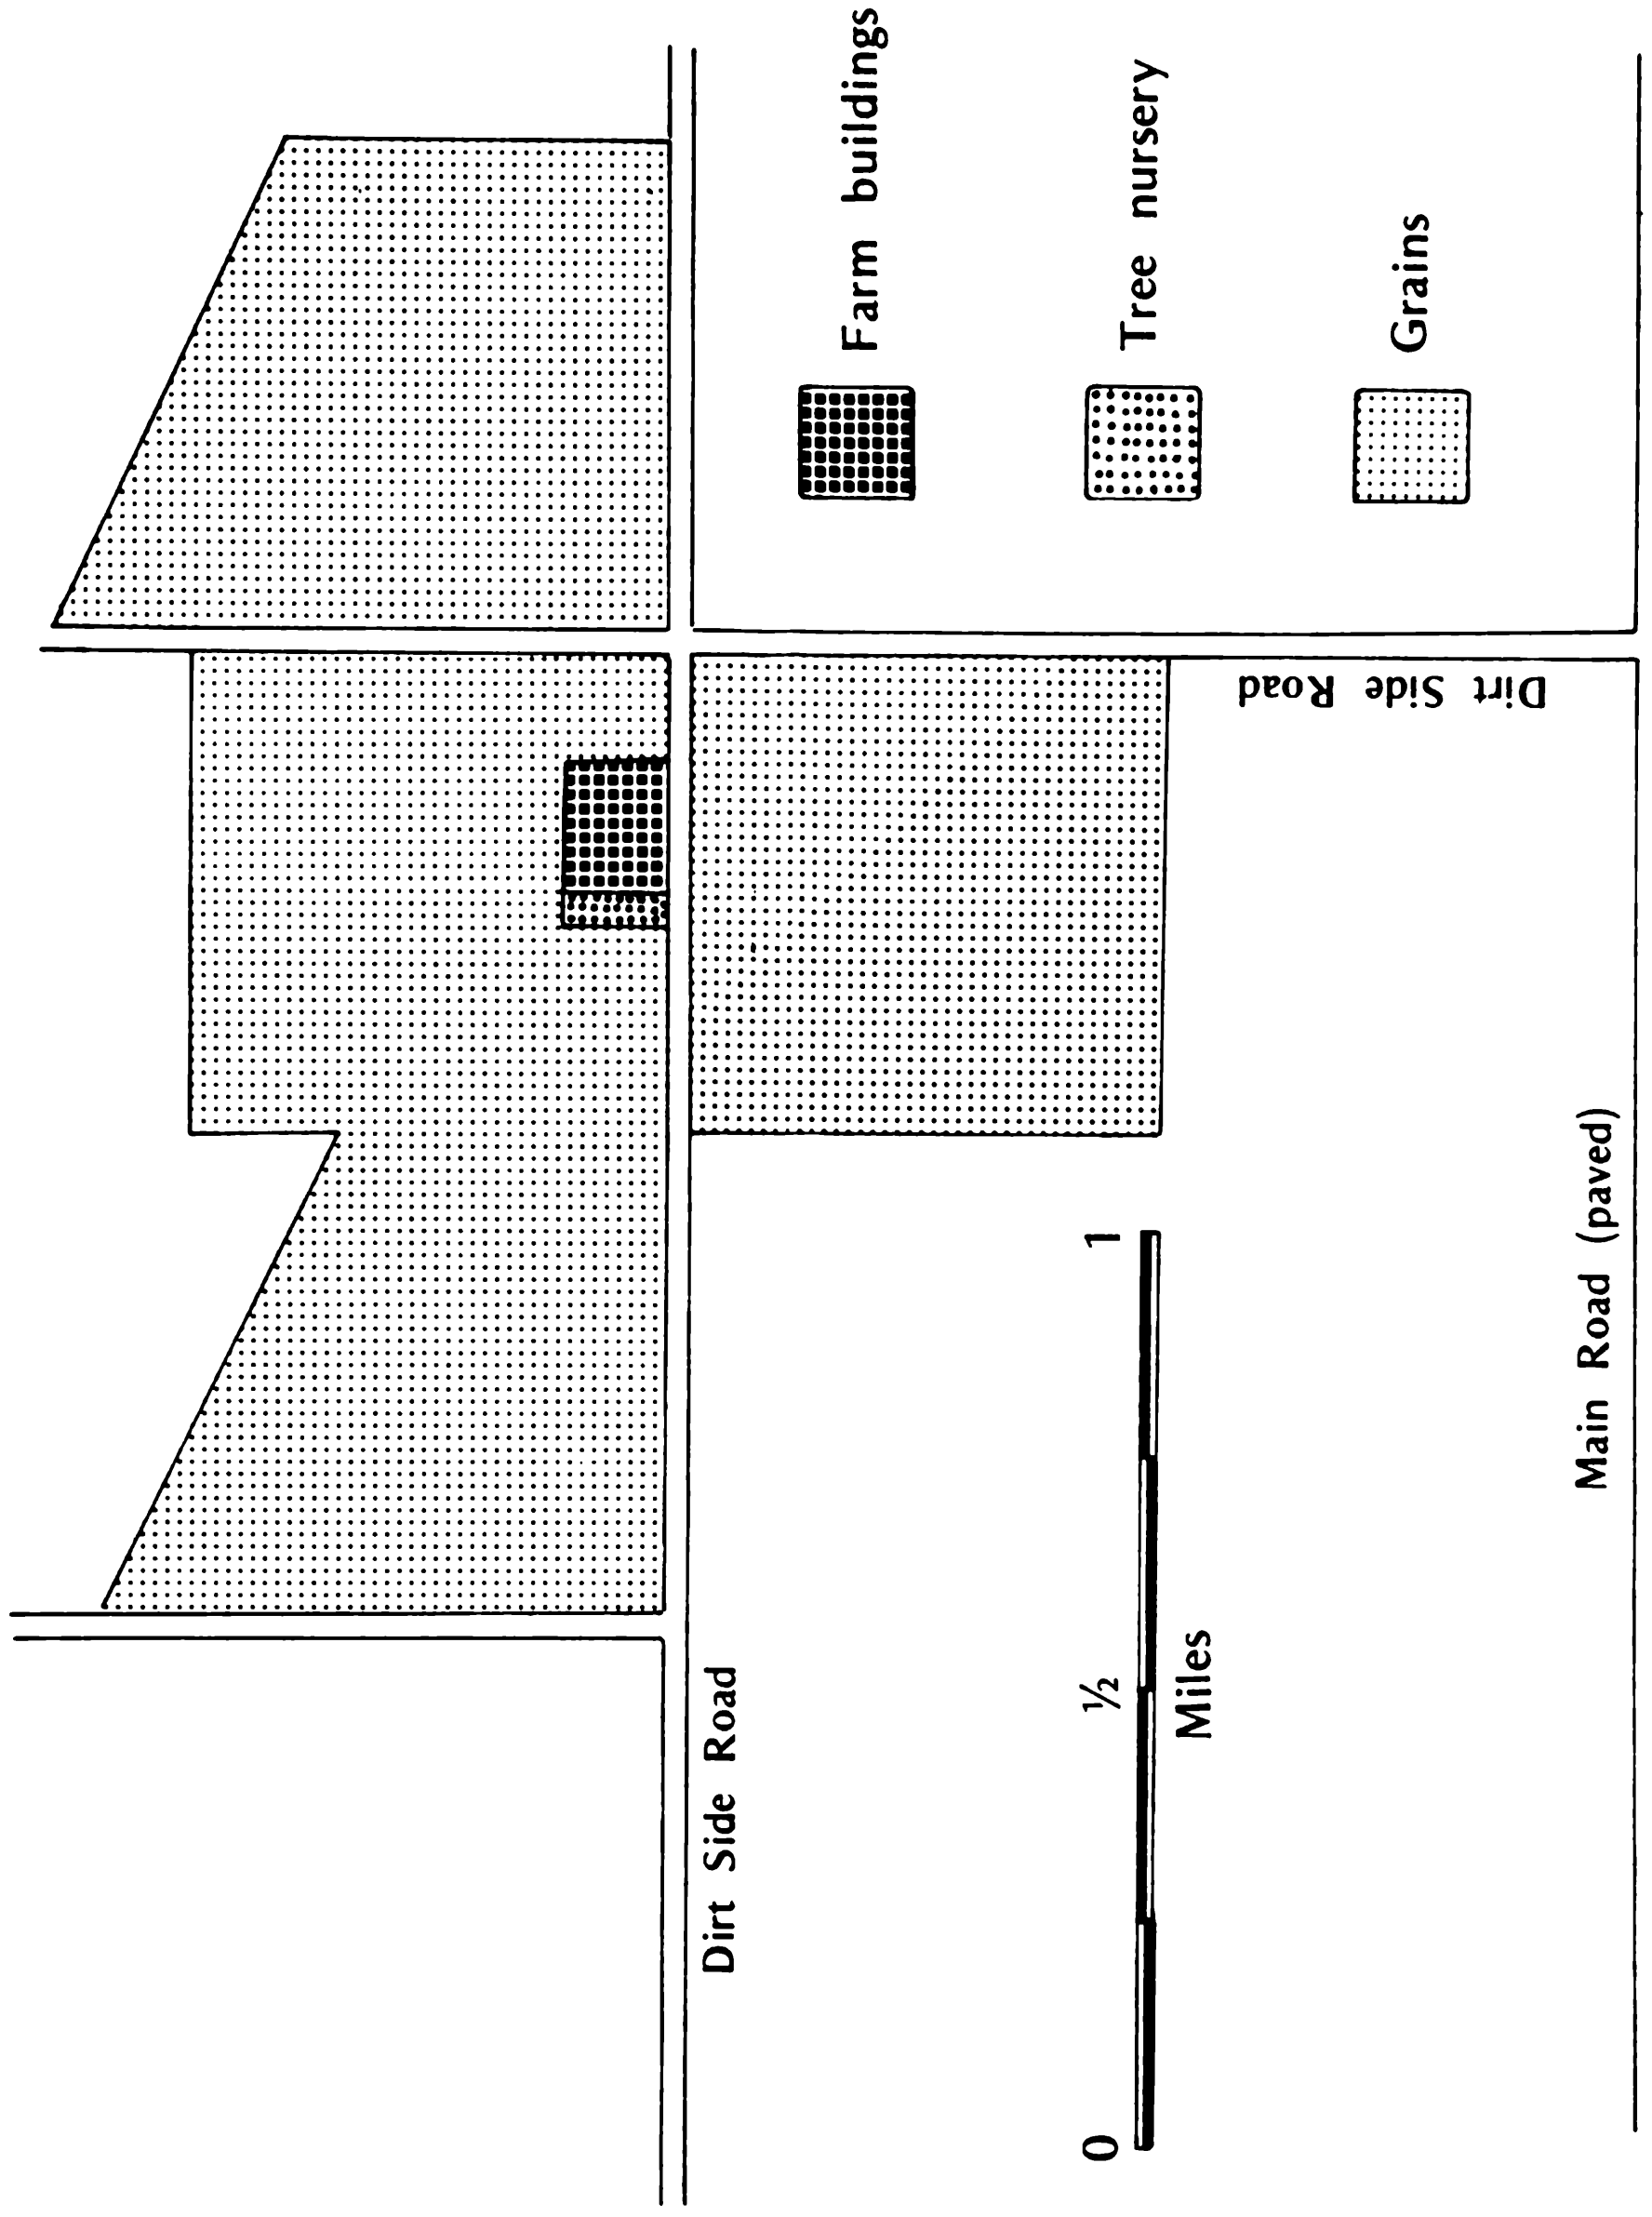 Dirt Side Road
0 ½ 1
Miles
Main Road (paved)
Dirt Side Road
Farm buildings
Tree nursery
Grains